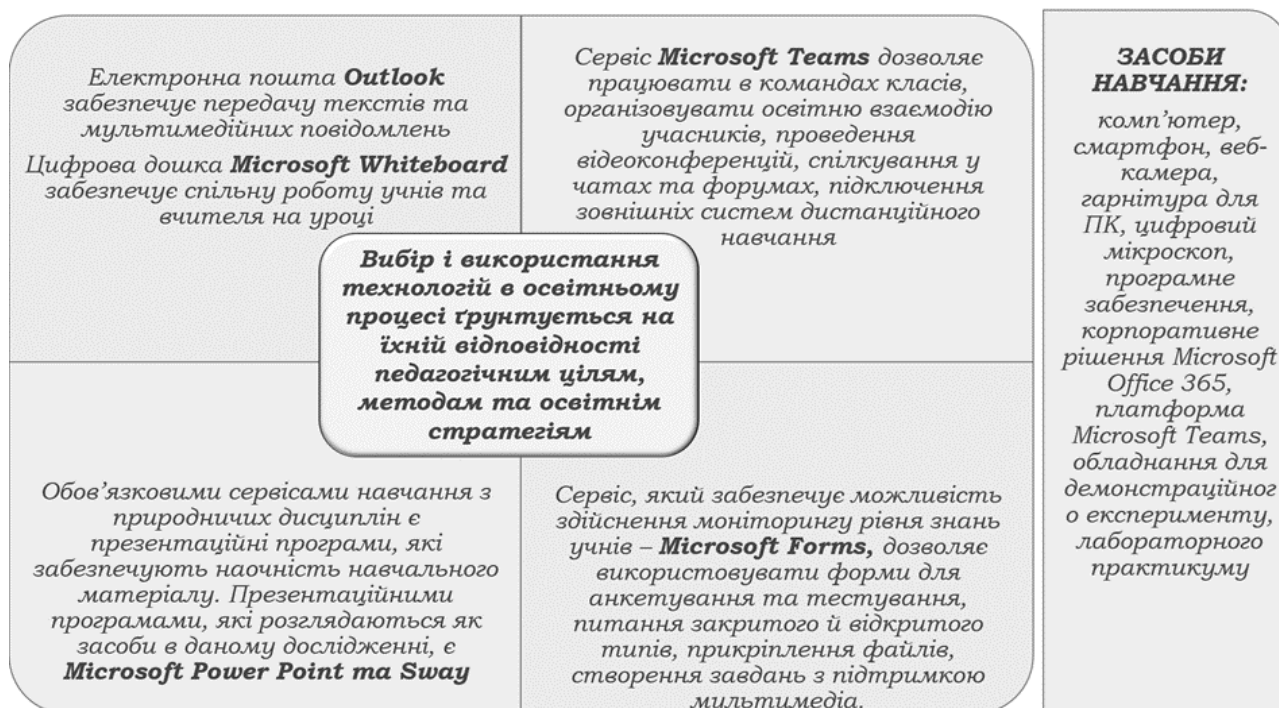 Електронна пошта Outlook
забезпечує передачу текстів та
мультимедійних повідомлень
Цифрова дошка Microsoft Whiteboard
забезпечує спільну роботу учнів та
вчителя на уроці
Сервіс Microsoft Teams дозволяє
працювати в командах класів,
організовувати освітню взаємодію
учасників, проведення
відеоконференцій, спілкування у
чатах та форумах, підключення
зовнішніх систем дистанційного
навчання
Вибір і використання
технологій в освітньому
процесі ґрунтується на
їхній відповідності
педагогічним цілям,
методам та освітнім
стратегіям
Обов’язковими сервісами навчання з
природничих дисциплін є
презентаційні програми, які
забезпечують наочність навчального
матеріалу. Презентаційними
програмами, які розглядаються як
засоби в даному дослідженні, є
Microsoft Power Point та Sway
Сервіс, який забезпечує можливість
здійснення моніторингу рівня знань
учнів – Microsoft Forms, дозволяє
використовувати форми для
анкетування та тестування,
питання закритого й відкритого
типів, прикріплення файлів,
створення завдань з підтримкою
мультимедіа.
ЗАСОБИ
НАВЧАННЯ:
комп’ютер,
смартфон, веб-
камера,
гарнітура для
ПК, цифровий
мікроскоп,
програмне
забезпечення,
корпоративне
рішення Microsoft
Office 365,
платформа
Microsoft Teams,
обладнання для
демонстраційног
о експерименту,
лабораторного
практикуму